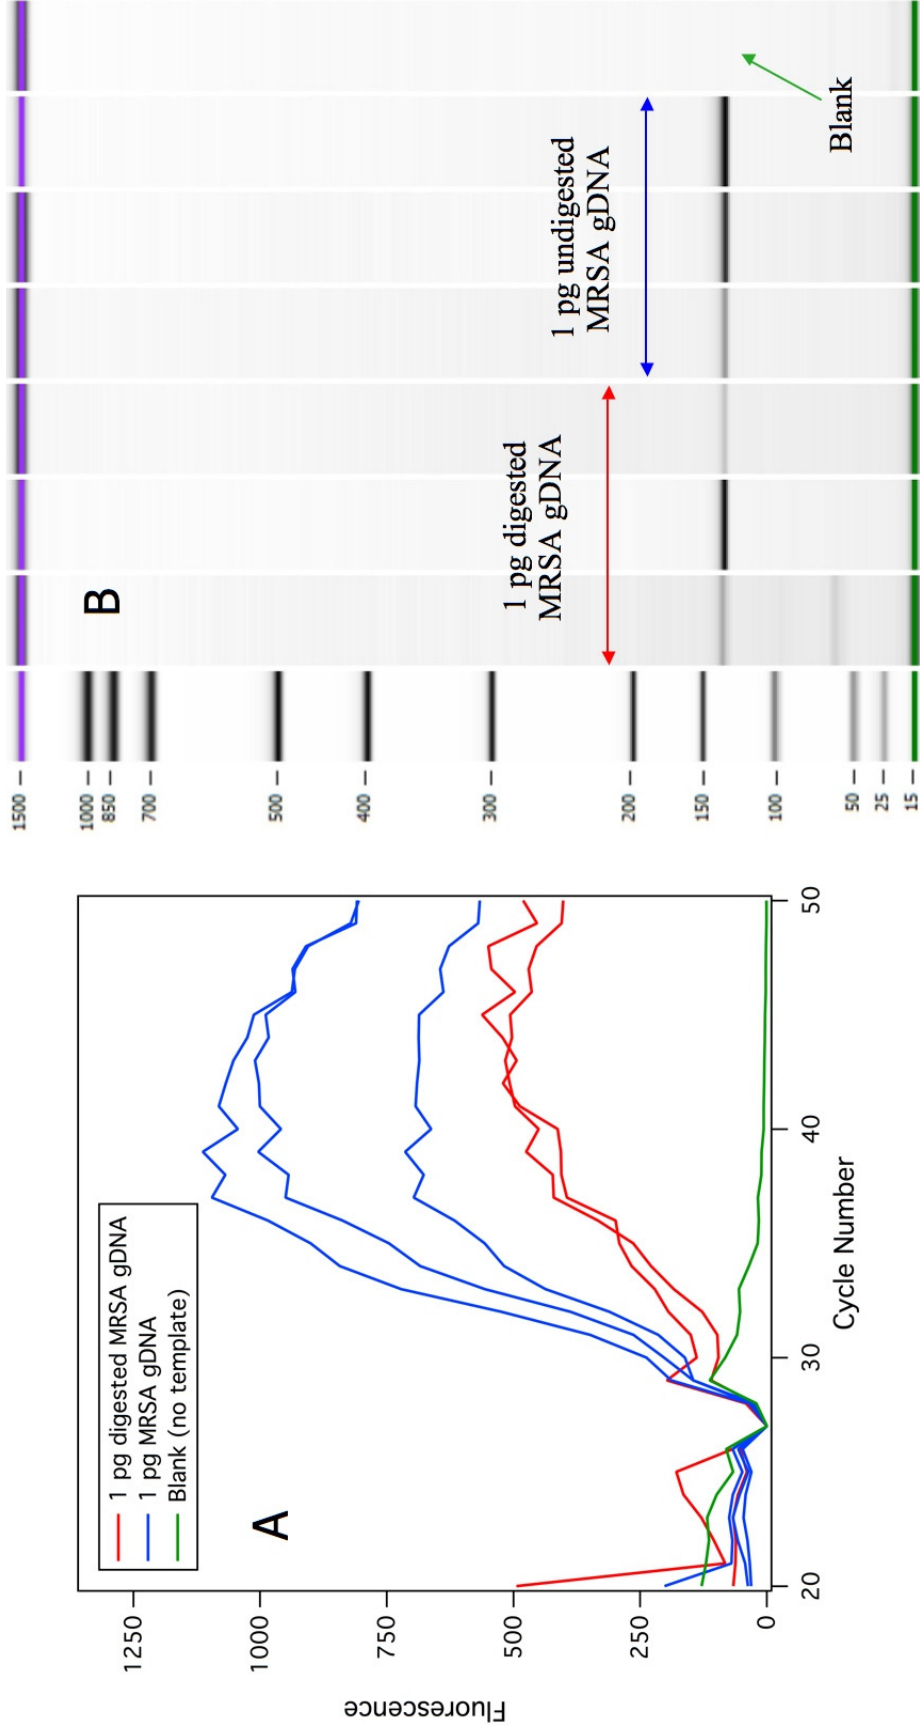 A
1 pg digested MRSA gDNA
1 pg MRSA gDNA
Blank (no template)
Fluorescence
1250
1000
750
500
250
0
20
30
40
50
Cycle Number
B
1500
1000
850
700
500
400
300
200
150
100
50
25
15
1 pg digested
MRSA gDNA
1 pg undigested
MRSA gDNA
Blank